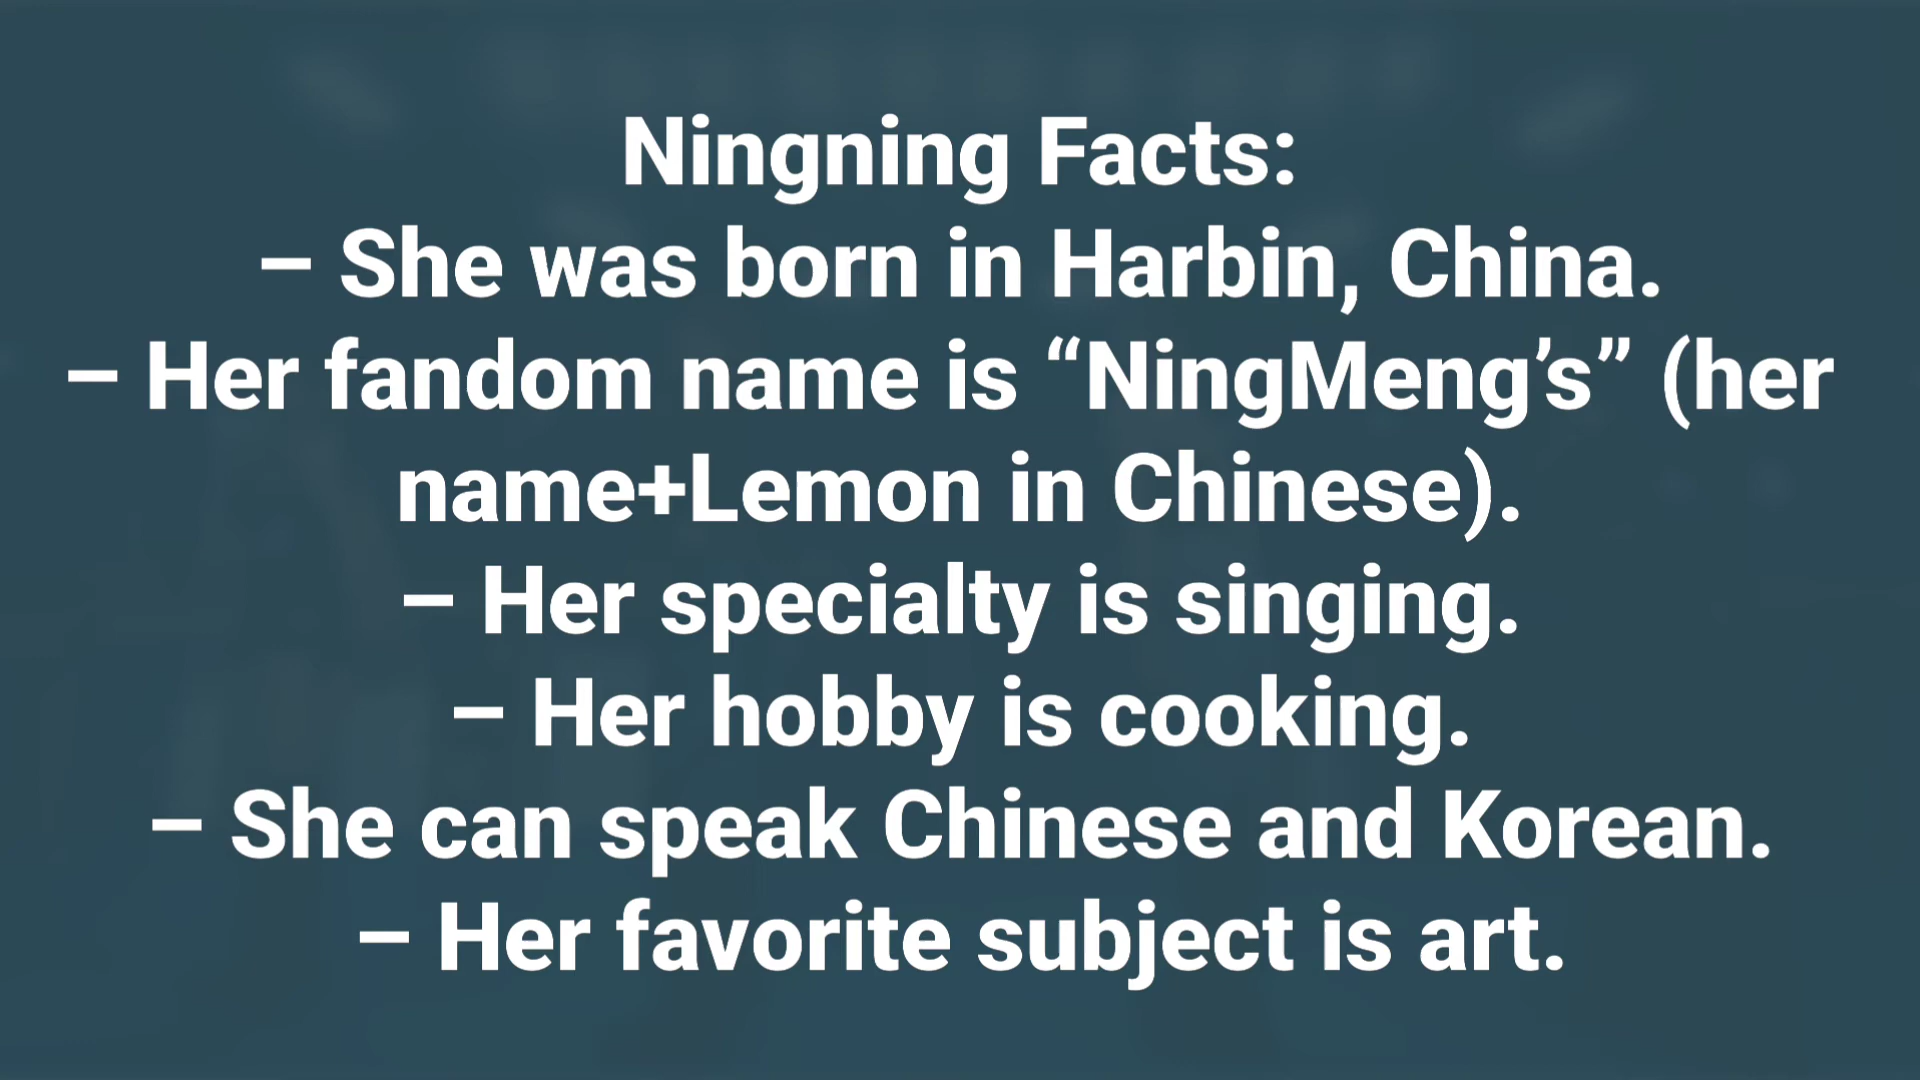 Ningning Facts:
– She was born in Harbin, China.
– Her fandom name is “NingMeng’s” (her
name+Lemon in Chinese).
– Her specialty is singing.
– Her hobby is cooking.
– She can speak Chinese and Korean.
– Her favorite subject is art.